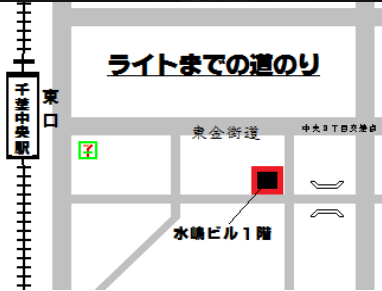 ライトまでの道のり
千葉中央駅
東口
東金街道
中央3丁目交差点
水嶋ビル1階